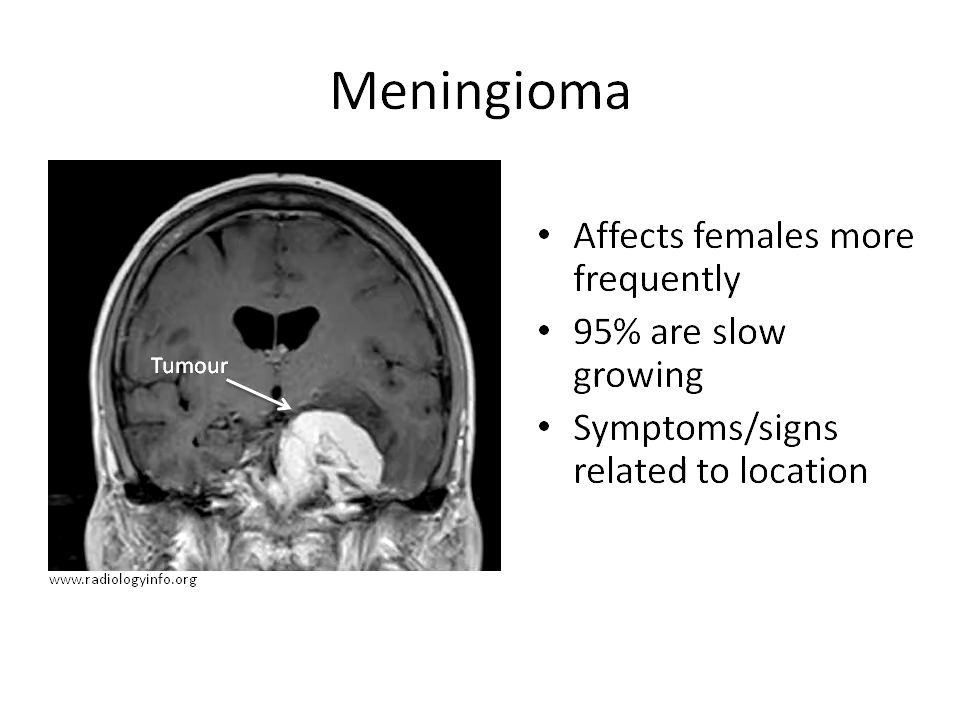 Meningioma
Tumour
www.radiologyinfo.org
• Affects females more
frequently
• 95% are slow
growing
• Symptoms/signs
related to location